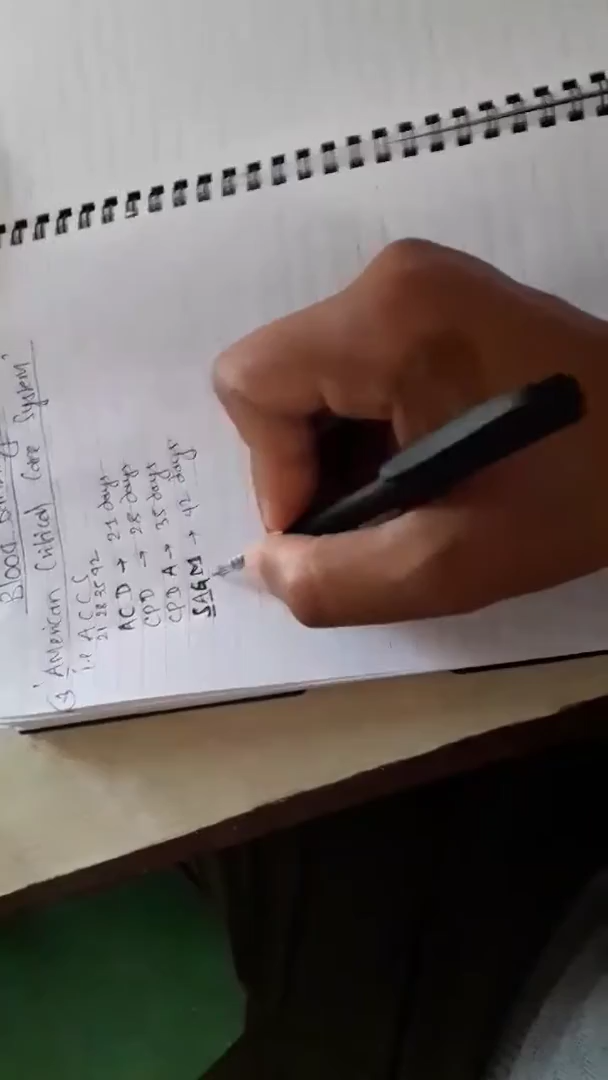 Blood
"American Critical Care System"
i.e A C C S
21 28 35 42
ACD → 21 days
CPD → 28 days
CPD A → 35 days
SAGM → 42 days